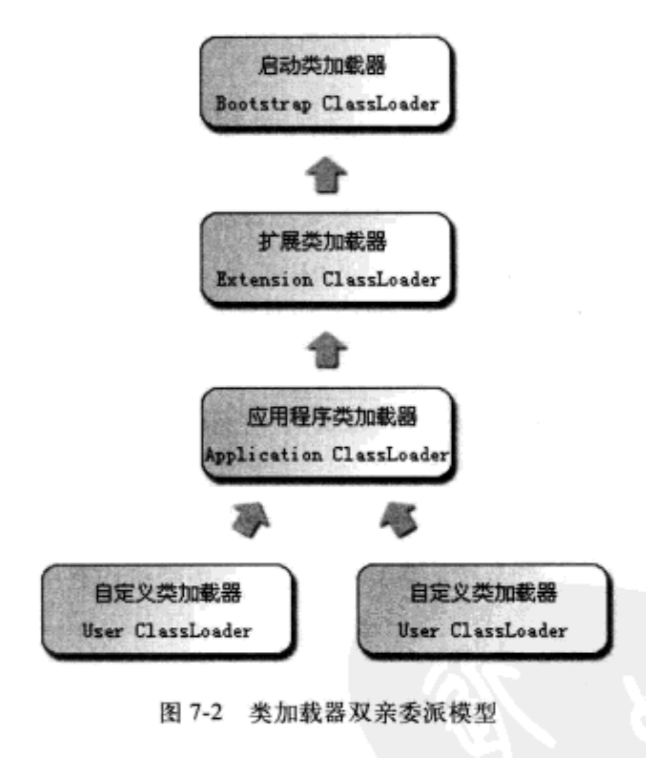 启动类加载器
Bootstrap ClassLoader
扩展类加载器
Extension ClassLoader
应用程序类加载器
Application ClassLoader
自定义类加载器
User ClassLoader
自定义类加载器
User ClassLoader
图 7-2 类加载器双亲委派模型